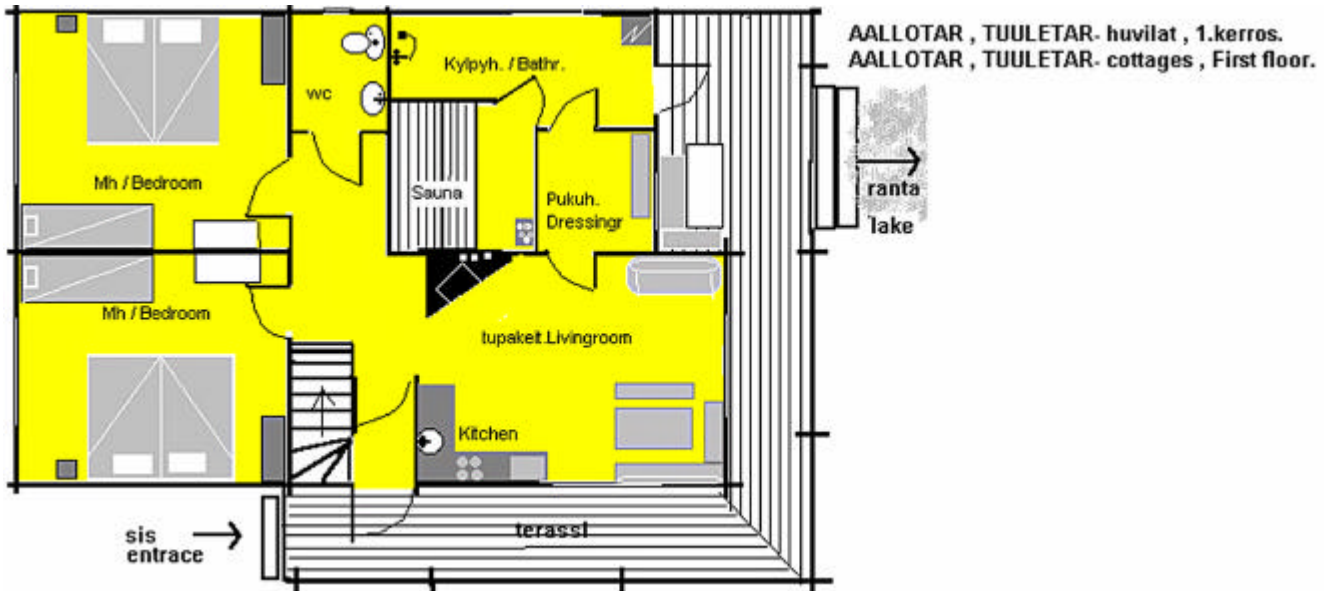 AALLOTAR , TUULETAR- huvilat , 1.kerros.
AALLOTAR , TUULETAR- cottages , First floor.
Kylpyh. / Bathr.
wc
Mh / Bedroom
Sauna
Pukuh.
Dressingr
ranta
lake
Mh / Bedroom
tupakeit.Livingroom
Kitchen
sis
entrace
terassI